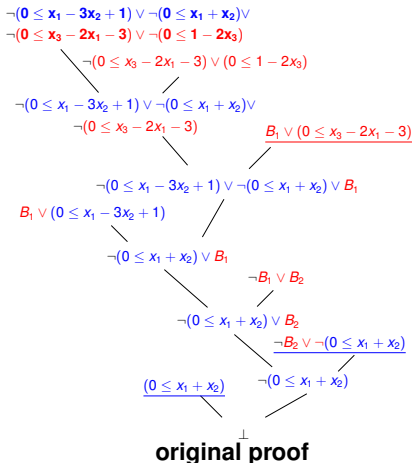 ¬(0 ≤ x₁ − 3x₂ + 1) ∨ ¬(0 ≤ x₁ + x₂)∨
¬(0 ≤ x₃ − 2x₁ − 3) ∨ ¬(0 ≤ 1 − 2x₃)
¬(0 ≤ x₃ − 2x₁ − 3) ∨ (0 ≤ 1 − 2x₃)
¬(0 ≤ x₁ − 3x₂ + 1) ∨ ¬(0 ≤ x₁ + x₂)∨
¬(0 ≤ x₃ − 2x₁ − 3)
B₁ ∨ (0 ≤ x₃ − 2x₁ − 3)
¬(0 ≤ x₁ − 3x₂ + 1) ∨ ¬(0 ≤ x₁ + x₂) ∨ B₁
B₁ ∨ (0 ≤ x₁ − 3x₂ + 1)
¬(0 ≤ x₁ + x₂) ∨ B₁
¬B₁ ∨ B₂
¬(0 ≤ x₁ + x₂) ∨ B₂
¬B₂ ∨ ¬(0 ≤ x₁ + x₂)
(0 ≤ x₁ + x₂)
¬(0 ≤ x₁ + x₂)
⊥
original proof